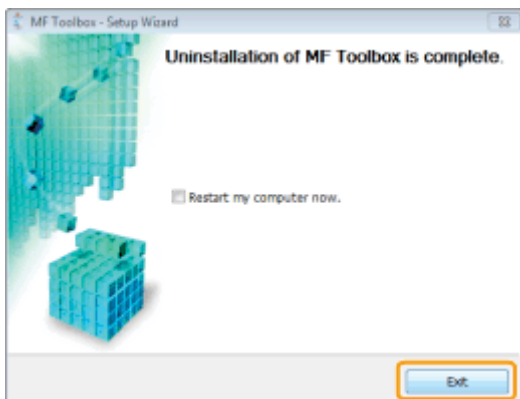 MF Toolbox - Setup Wizard
Uninstallation of MF Toolbox is complete.
Restart my computer now.
Exit